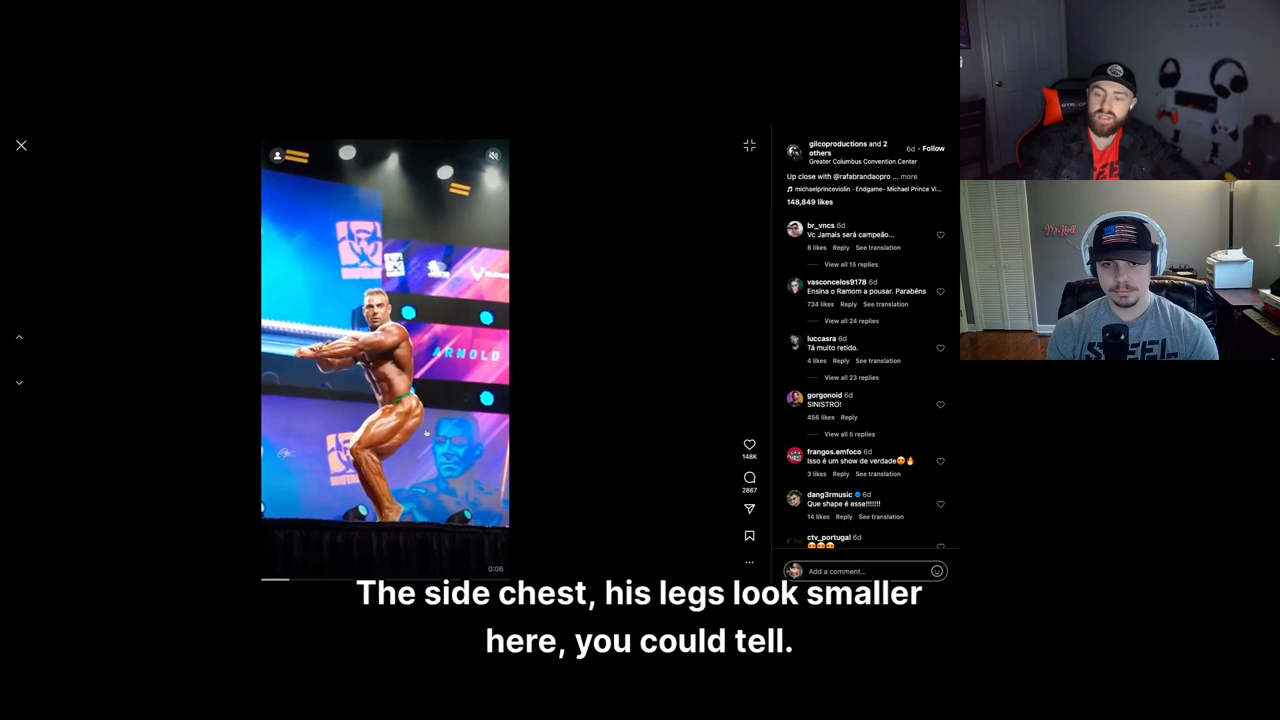 gilcoproductions and 2
others
6d • Follow
Greater Columbus Convention Center
Up close with @rafabrandaopro ... more
michaelprinceviolin · Endgame- Michael Prince Vi...
148,849 likes
br_vncs 6d
Vc Jamais será campeão...
8 likes Reply See translation
View all 15 replies
vasconcelos9178 6d
Ensina o Ramom a pousar. Parabéns
734 likes Reply See translation
View all 24 replies
luccasra 6d
Tá muito retido.
4 likes Reply See translation
View all 23 replies
gorgonoid 6d
SINISTRO!
456 likes Reply
View all 5 replies
frangos.emfoco 6d
Isso é um show de verdade😍🔥
3 likes Reply See translation
dang3rmusic 6d
Que shape é esse!!!!!!!
14 likes Reply See translation
ctv_portugal 6d
😍😍😍
Add a comment...
148K
2867
0:06
ARNOLD
STEEL
The side chest, his legs look smaller
here, you could tell.